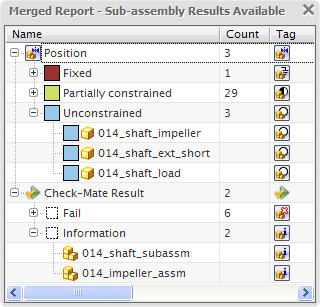 Merged Report - Sub-assembly Results Available
Name Count Tag
Position 3
Fixed 1
Partially constrained 29
Unconstrained 3
014_shaft_impeller
014_shaft_ext_short
014_shaft_load
Check-Mate Result 2
Fail 6
Information 2
014_shaft_subassm
014_impeller_assm